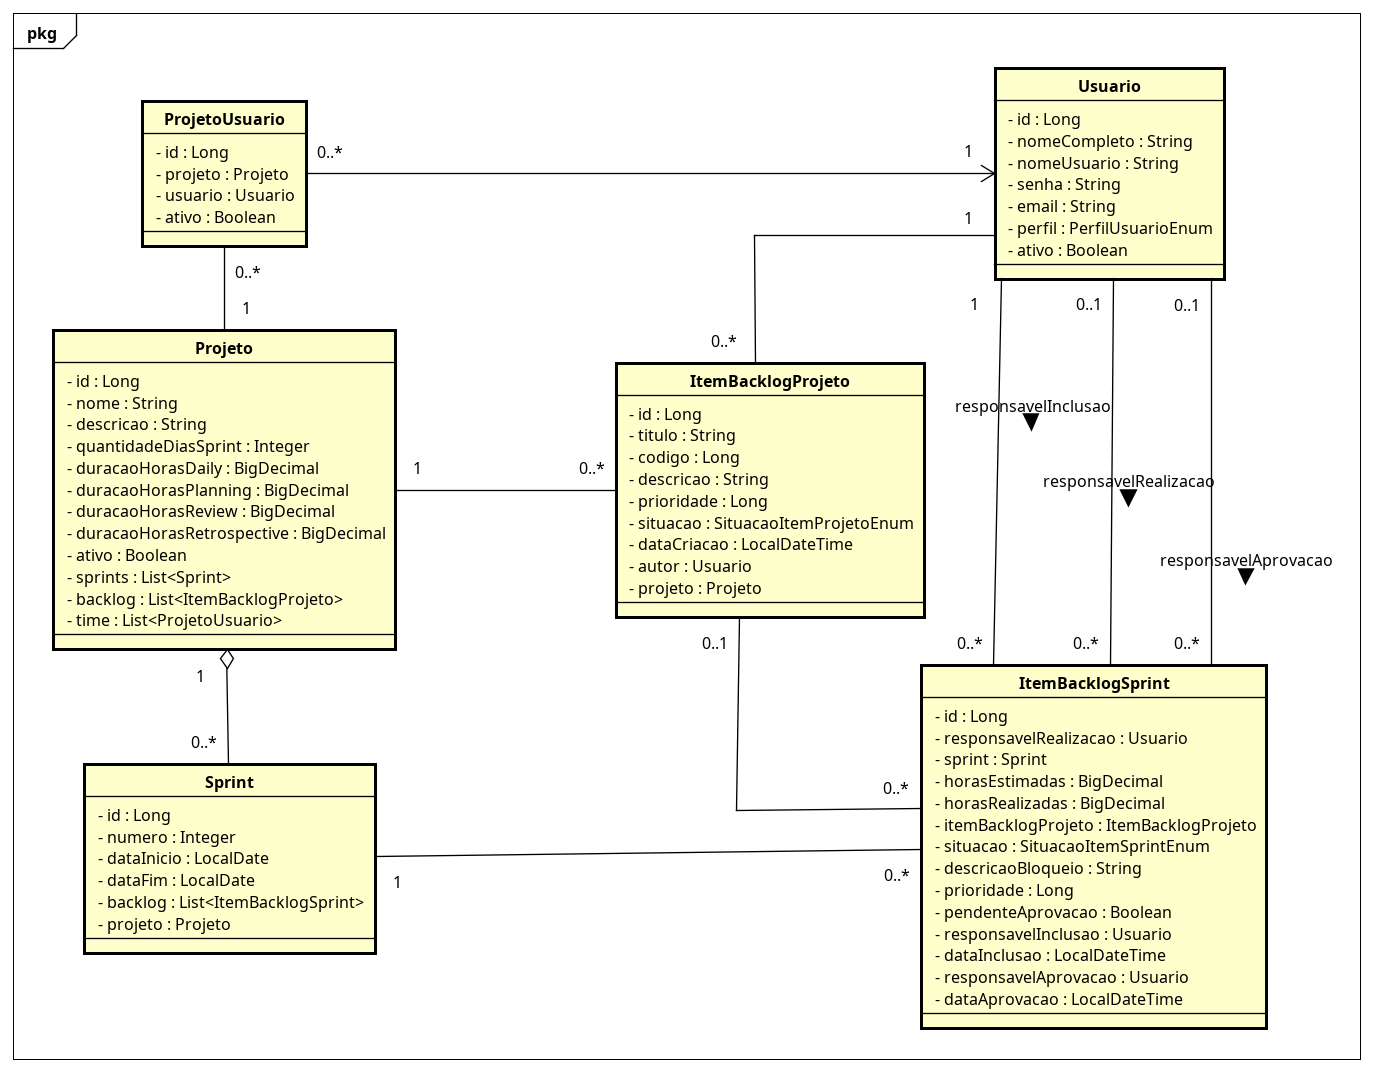 pkg
ProjetoUsuario
- id : Long
- projeto : Projeto
- usuario : Usuario
- ativo : Boolean
0..*
1
Usuario
- id : Long
- nomeCompleto : String
- nomeUsuario : String
- senha : String
- email : String
- perfil : PerfilUsuarioEnum
- ativo : Boolean
1
0..*
0..*
1
Projeto
- id : Long
- nome : String
- descricao : String
- quantidadeDiasSprint : Integer
- duracaoHorasDaily : BigDecimal
- duracaoHorasPlanning : BigDecimal
- duracaoHorasReview : BigDecimal
- duracaoHorasRetrospective : BigDecimal
- ativo : Boolean
- sprints : List<Sprint>
- backlog : List<ItemBacklogProjeto>
- time : List<ProjetoUsuario>
1
0..*
ItemBacklogProjeto
- id : Long
- titulo : String
- codigo : Long
- descricao : String
- prioridade : Long
- situacao : SituacaoItemProjetoEnum
- dataCriacao : LocalDateTime
- autor : Usuario
- projeto : Projeto
1
0..1
0..1
responsavelInclusao
responsavelRealizacao
responsavelAprovacao
0..*
0..*
0..*
0..1
0..*
1
0..*
Sprint
- id : Long
- numero : Integer
- dataInicio : LocalDate
- dataFim : LocalDate
- backlog : List<ItemBacklogSprint>
- projeto : Projeto
1
0..*
ItemBacklogSprint
- id : Long
- responsavelRealizacao : Usuario
- sprint : Sprint
- horasEstimadas : BigDecimal
- horasRealizadas : BigDecimal
- itemBacklogProjeto : ItemBacklogProjeto
- situacao : SituacaoItemSprintEnum
- descricaoBloqueio : String
- prioridade : Long
- pendenteAprovacao : Boolean
- responsavelInclusao : Usuario
- dataInclusao : LocalDateTime
- responsavelAprovacao : Usuario
- dataAprovacao : LocalDateTime